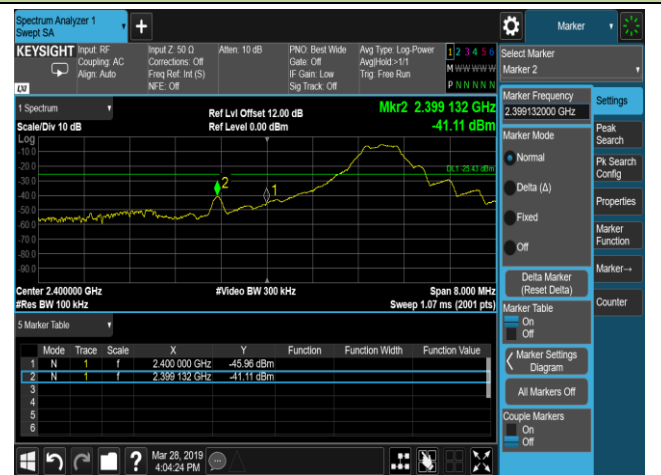 Spectrum Analyzer 1
Swept SA
Marker
KEYSIGHT
Input: RF
Coupling: AC
Align: Auto
Input Z: 50 Ω
Corrections: Off
Freq Ref: Int (S)
NFE: Off
Atten: 10 dB
PNO: Best Wide
Gate: Off
IF Gain: Low
Sig Track: Off
Avg Type: Log-Power
Avg|Hold:>1/1
Trig: Free Run
1 2 3 4 5 6
M W W W W W
P N N N N N
LXI
Select Marker
Marker 2
1 Spectrum
Scale/Div 10 dB
Ref Lvl Offset 12.00 dB
Ref Level 0.00 dBm
Mkr2 2.399 132 GHz
-41.11 dBm
Log
-10.0
-20.0
-30.0
-40.0
-50.0
-60.0
-70.0
-80.0
-90.0
DL1 -25.43 dBm
2
1
Center 2.400000 GHz
#Res BW 100 kHz
#Video BW 300 kHz
Span 8.000 MHz
Sweep 1.07 ms (2001 pts)
5 Marker Table
Mode Trace Scale X Y Function Function Width Function Value
1 N 1 f 2.400 000 GHz -45.96 dBm
2 N 1 f 2.399 132 GHz -41.11 dBm
3
4
5
6
Marker Frequency
2.399132000 GHz
Marker Mode
Normal
Delta (Δ)
Fixed
Off
Delta Marker
(Reset Delta)
Marker Table
On
Off
Marker Settings
Diagram
All Markers Off
Couple Markers
On
Off
Settings
Peak
Search
Pk Search
Config
Properties
Marker
Function
Marker→
Counter
Mar 28, 2019
4:04:24 PM